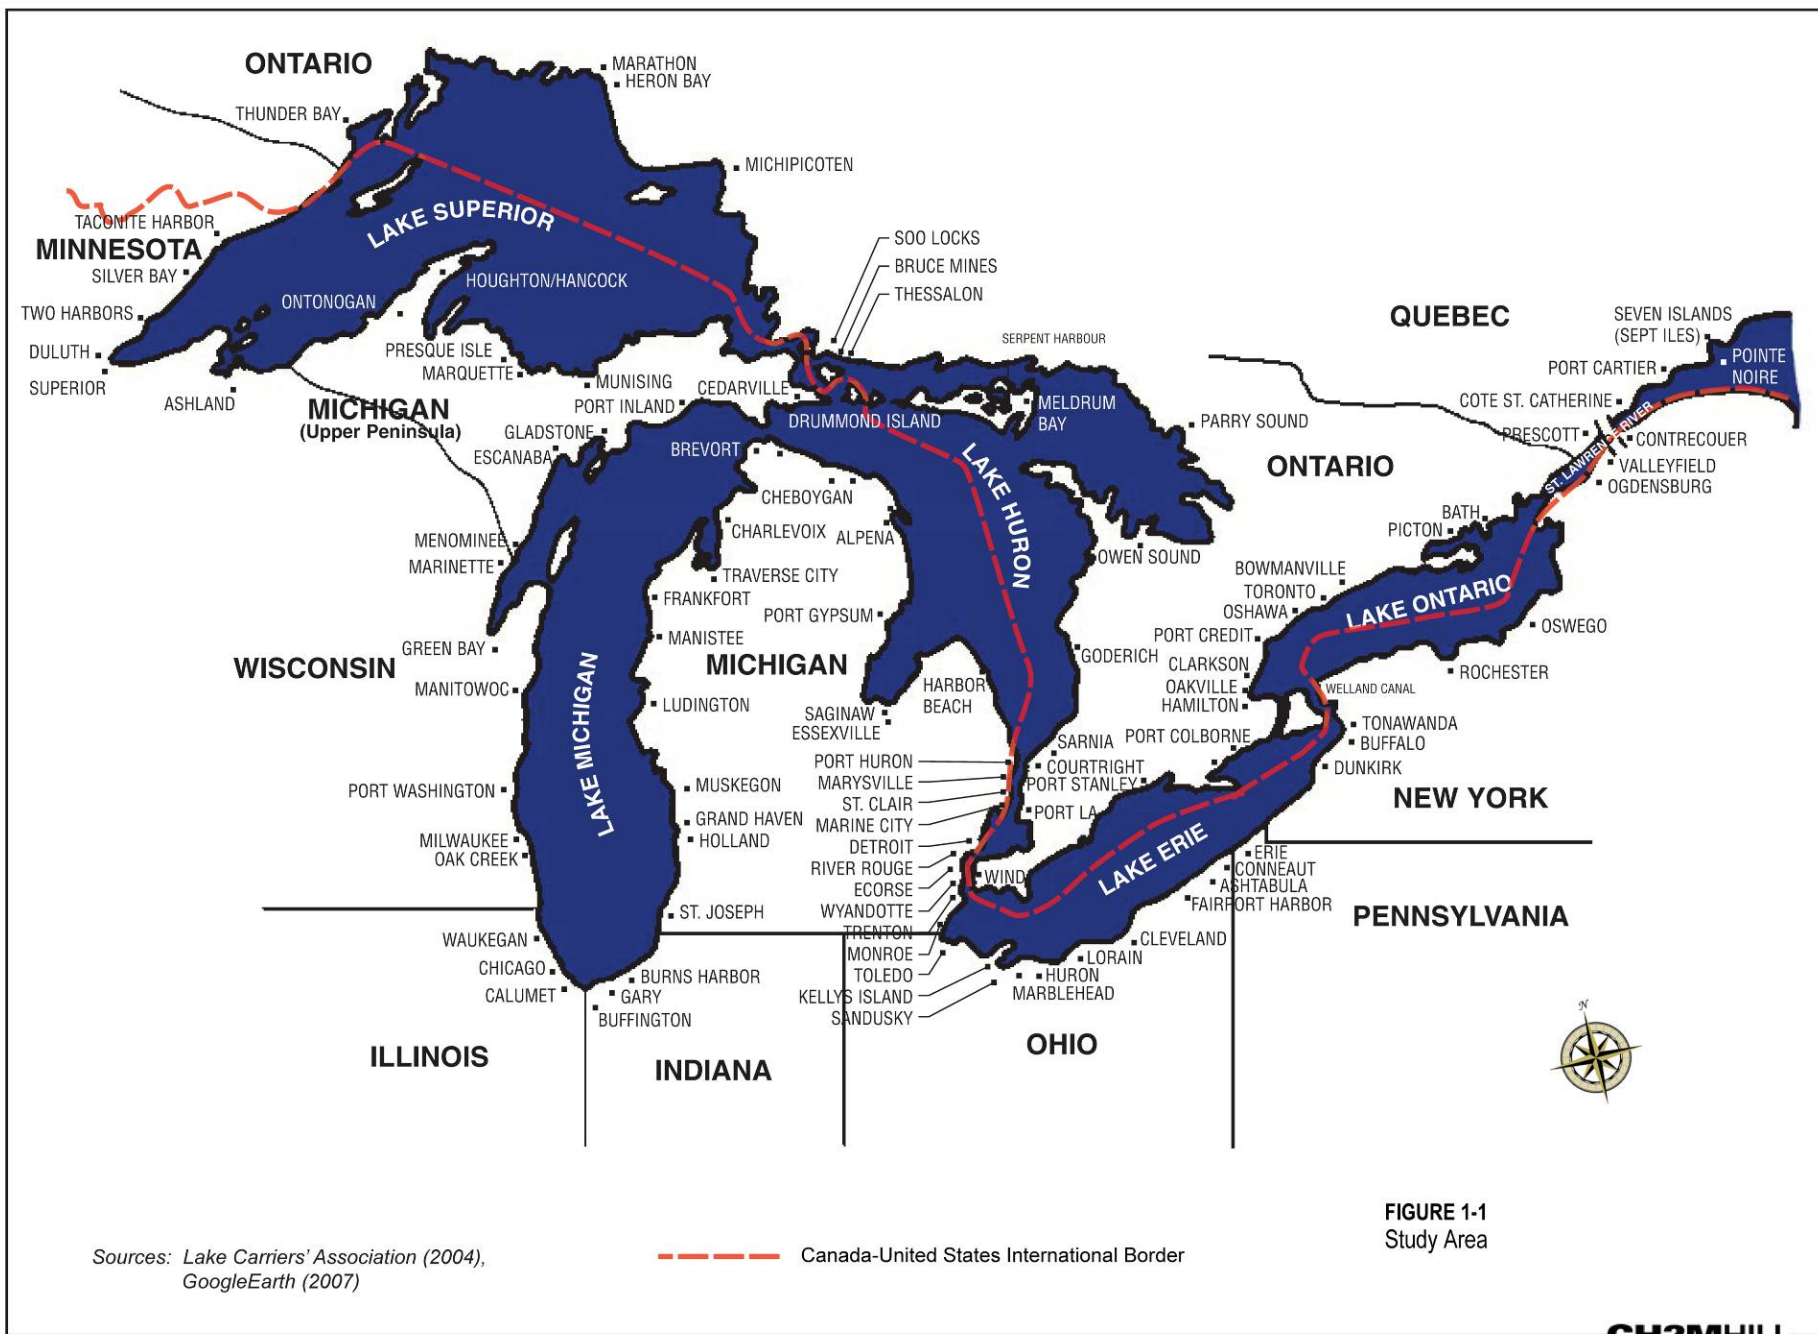 ONTARIO
MARATHON
HERON BAY
THUNDER BAY
MICHIPICOTEN
TACONITE HARBOR
MINNESOTA
SILVER BAY
LAKE SUPERIOR
HOUGHTON/HANCOCK
ONTONOGAN
TWO HARBORS
DULUTH
SUPERIOR
ASHLAND
PRESQUE ISLE
MARQUETTE
MUNISING
MICHIGAN
(Upper Peninsula)
PORT INLAND
CEDARVILLE
SOO LOCKS
BRUCE MINES
THESSALON
SERPENT HARBOUR
DRUMMOND ISLAND
MELDRUM
BAY
PARRY SOUND
GLADSTONE
ESCANABA
BREVORT
CHEBOYGAN
CHARLEVOIX
ALPENA
LAKE HURON
OWEN SOUND
ONTARIO
QUEBEC
SEVEN ISLANDS
(SEPT ILES)
POINTE
NOIRE
PORT CARTIER
COTE ST. CATHERINE
PRESCOTT
ST. LAWRENCE RIVER
CONTRECOUER
VALLEYFIELD
OGDENSBURG
BATH
PICTON
BOWMANVILLE
TORONTO
OSHAWA
PORT CREDIT
CLARKSON
OAKVILLE
HAMILTON
LAKE ONTARIO
OSWEGO
ROCHESTER
WELLAND CANAL
TONAWANDA
BUFFALO
DUNKIRK
NEW YORK
MENOMINEE
MARINETTE
TRAVERSE CITY
FRANKFORT
PORT GYPSUM
MANISTEE
GREEN BAY
WISCONSIN
MANITOWOC
LAKE MICHIGAN
MICHIGAN
LUDINGTON
HARBOR
BEACH
GODERICH
SAGINAW
ESSEXVILLE
PORT WASHINGTON
MUSKEGON
GRAND HAVEN
HOLLAND
MILWAUKEE
OAK CREEK
ST. JOSEPH
SARNIA
COURTRIGHT
PORT STANLEY
PORT COLBORNE
PORT LA
PORT HURON
MARYSVILLE
ST. CLAIR
MARINE CITY
DETROIT
RIVER ROUGE
ECORSE
WYANDOTTE
TRENTON
MONROE
TOLEDO
KELLYS ISLAND
SANDUSKY
WIND
LAKE ERIE
ERIE
CONNEAUT
ASHTABULA
FAIRPORT HARBOR
CLEVELAND
LORAIN
HURON
MARBLEHEAD
PENNSYLVANIA
WAUKEGAN
CHICAGO
CALUMET
BURNS HARBOR
GARY
BUFFINGTON
ILLINOIS
INDIANA
OHIO
N
FIGURE 1-1
Study Area
Sources: Lake Carriers' Association (2004),
GoogleEarth (2007)
Canada-United States International Border
CH2MHILL